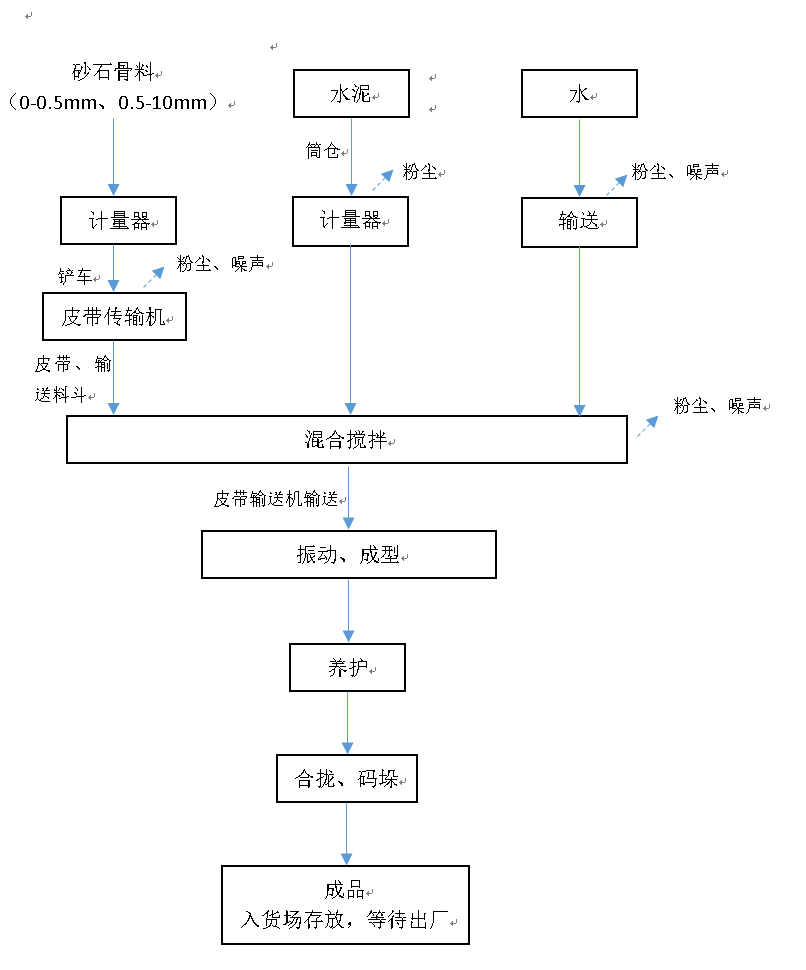 砂石骨料
（0-0.5mm、0.5-10mm）
水泥
水
筒仓
粉尘
粉尘、噪声
计量器
计量器
输送
铲车
粉尘、噪声
皮带传输机
皮带、输
送料斗
粉尘、噪声
混合搅拌
皮带输送机输送
振动、成型
养护
合拢、码垛
成品
入货场存放，等待出厂